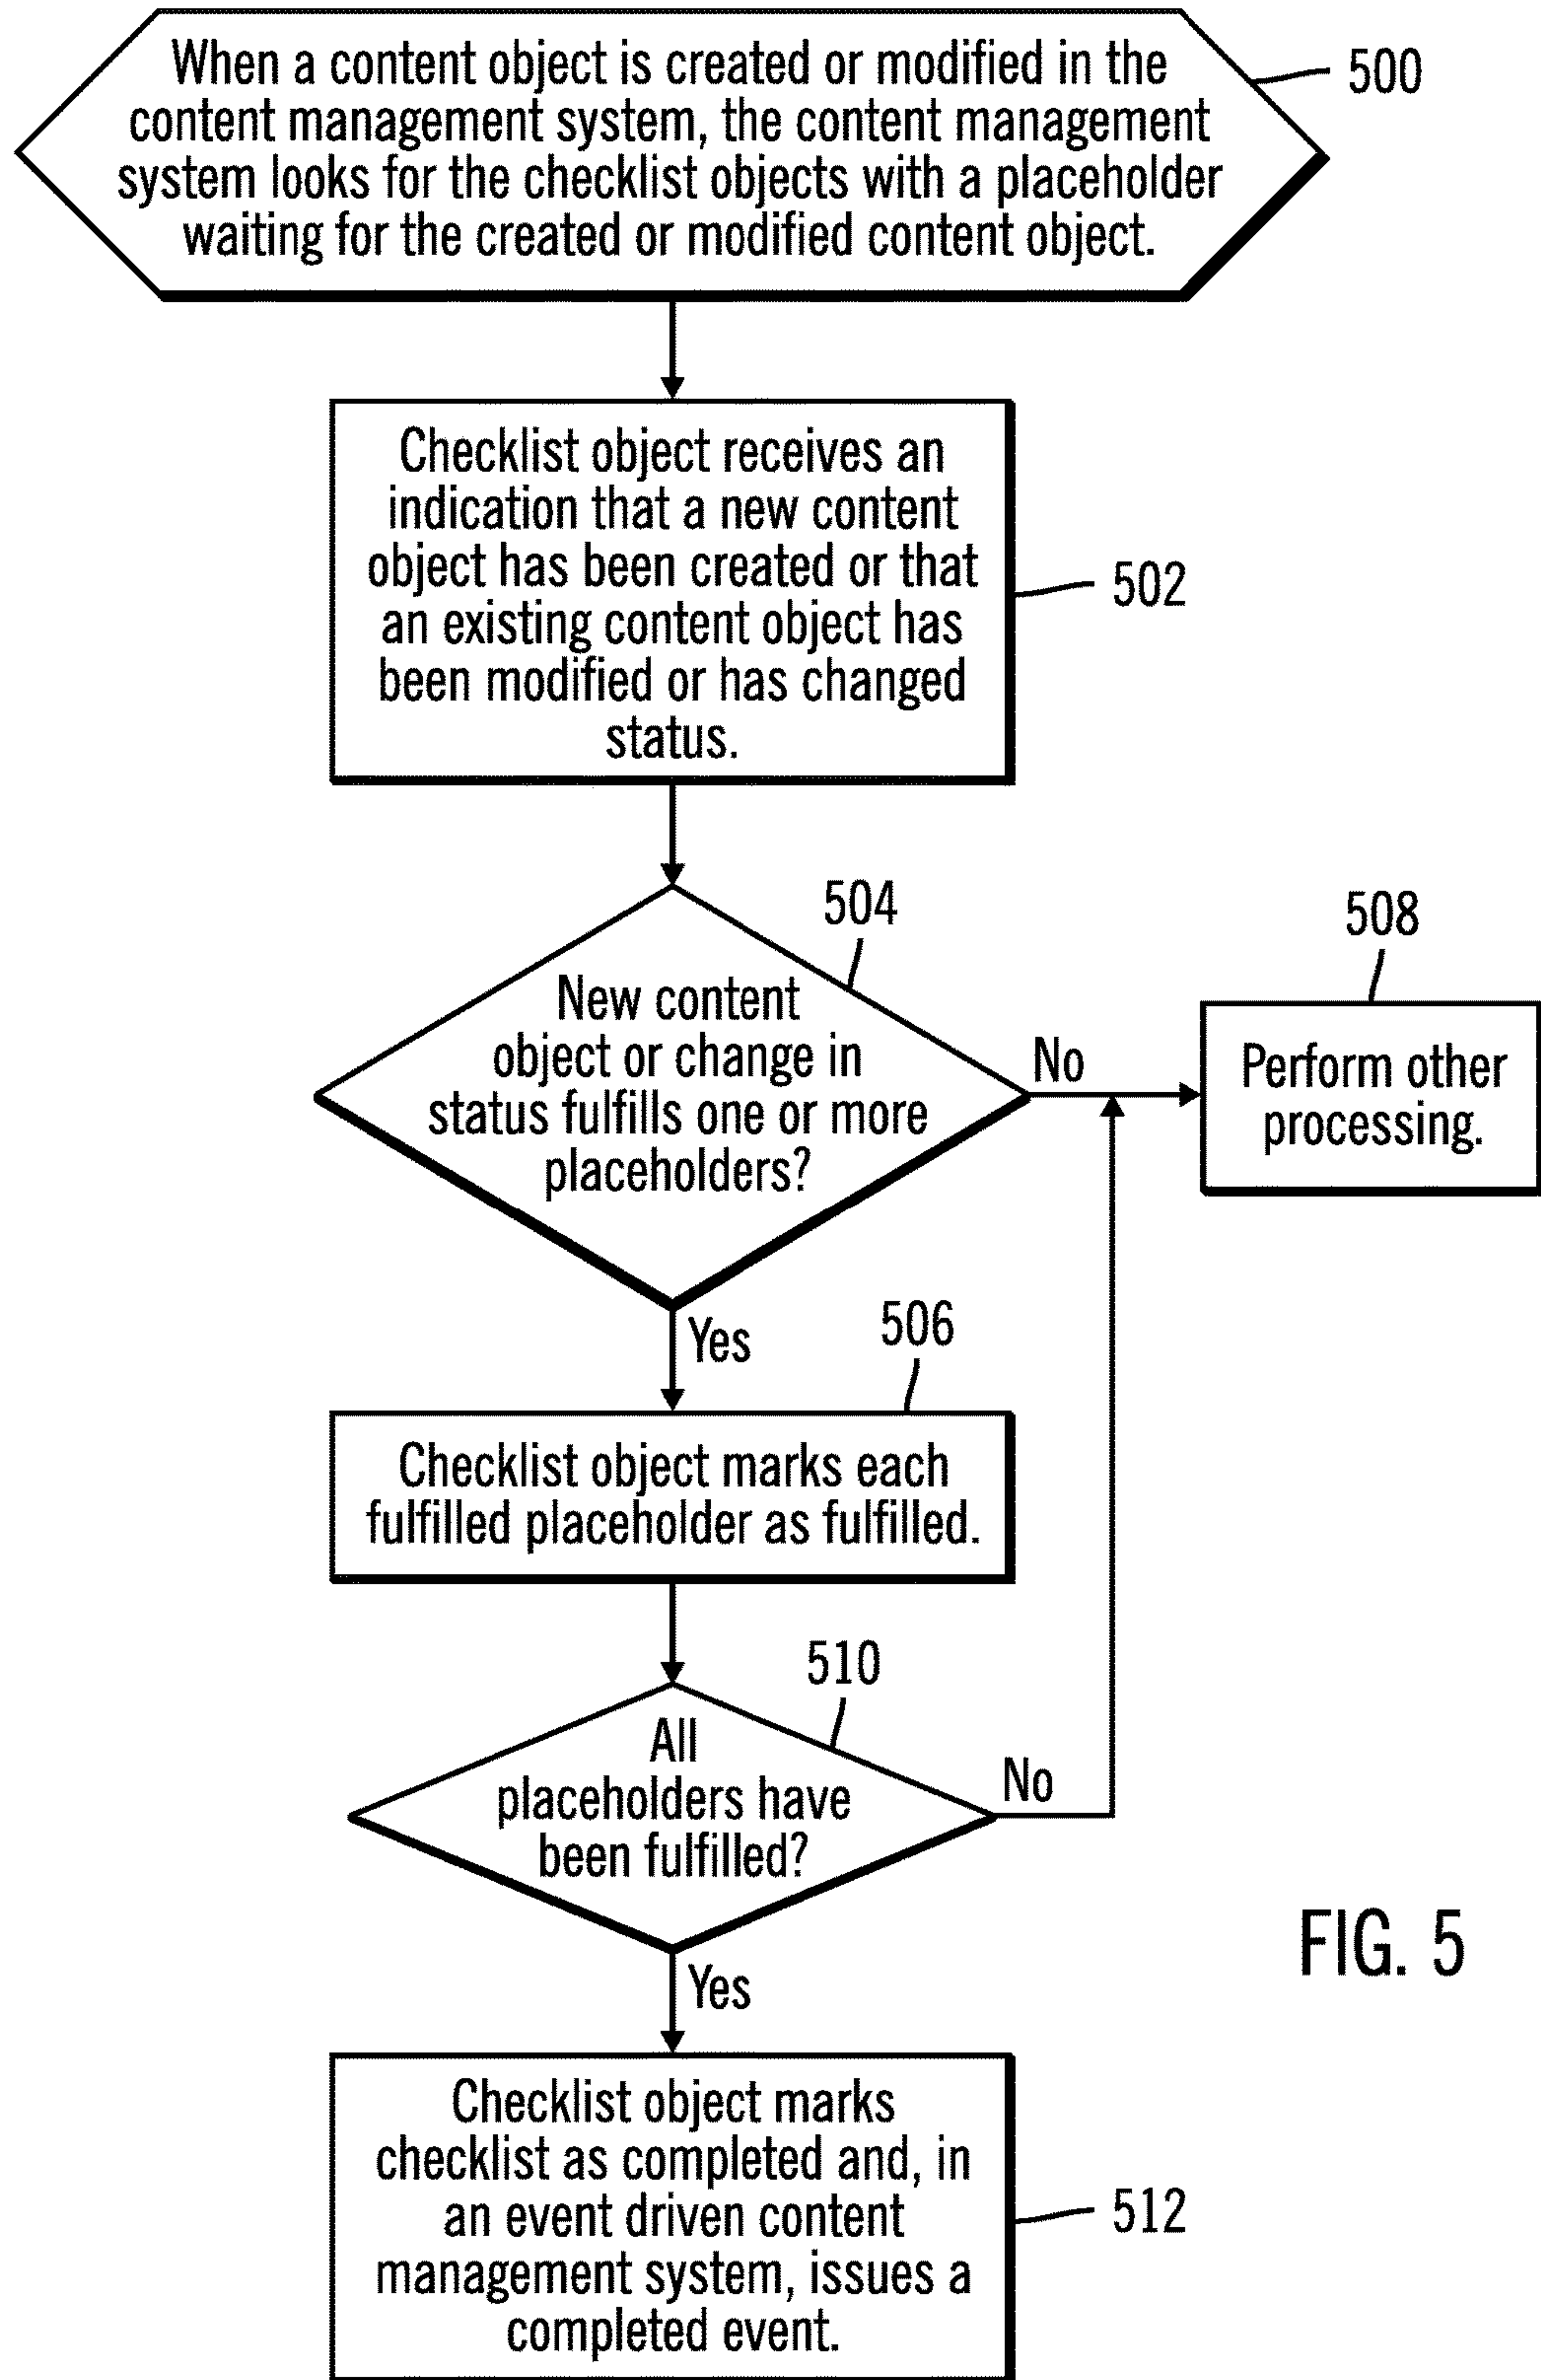 When a content object is created or modified in the
content management system, the content management
system looks for the checklist objects with a placeholder
waiting for the created or modified content object.
500
Checklist object receives an
indication that a new content
object has been created or that
an existing content object has
been modified or has changed
status.
502
504
New content
object or change in
status fulfills one or more
placeholders?
No
508
Perform other
processing.
Yes
506
Checklist object marks each
fulfilled placeholder as fulfilled.
510
All
placeholders have
been fulfilled?
No
Yes
Checklist object marks
checklist as completed and, in
an event driven content
management system, issues a
completed event.
512
FIG. 5